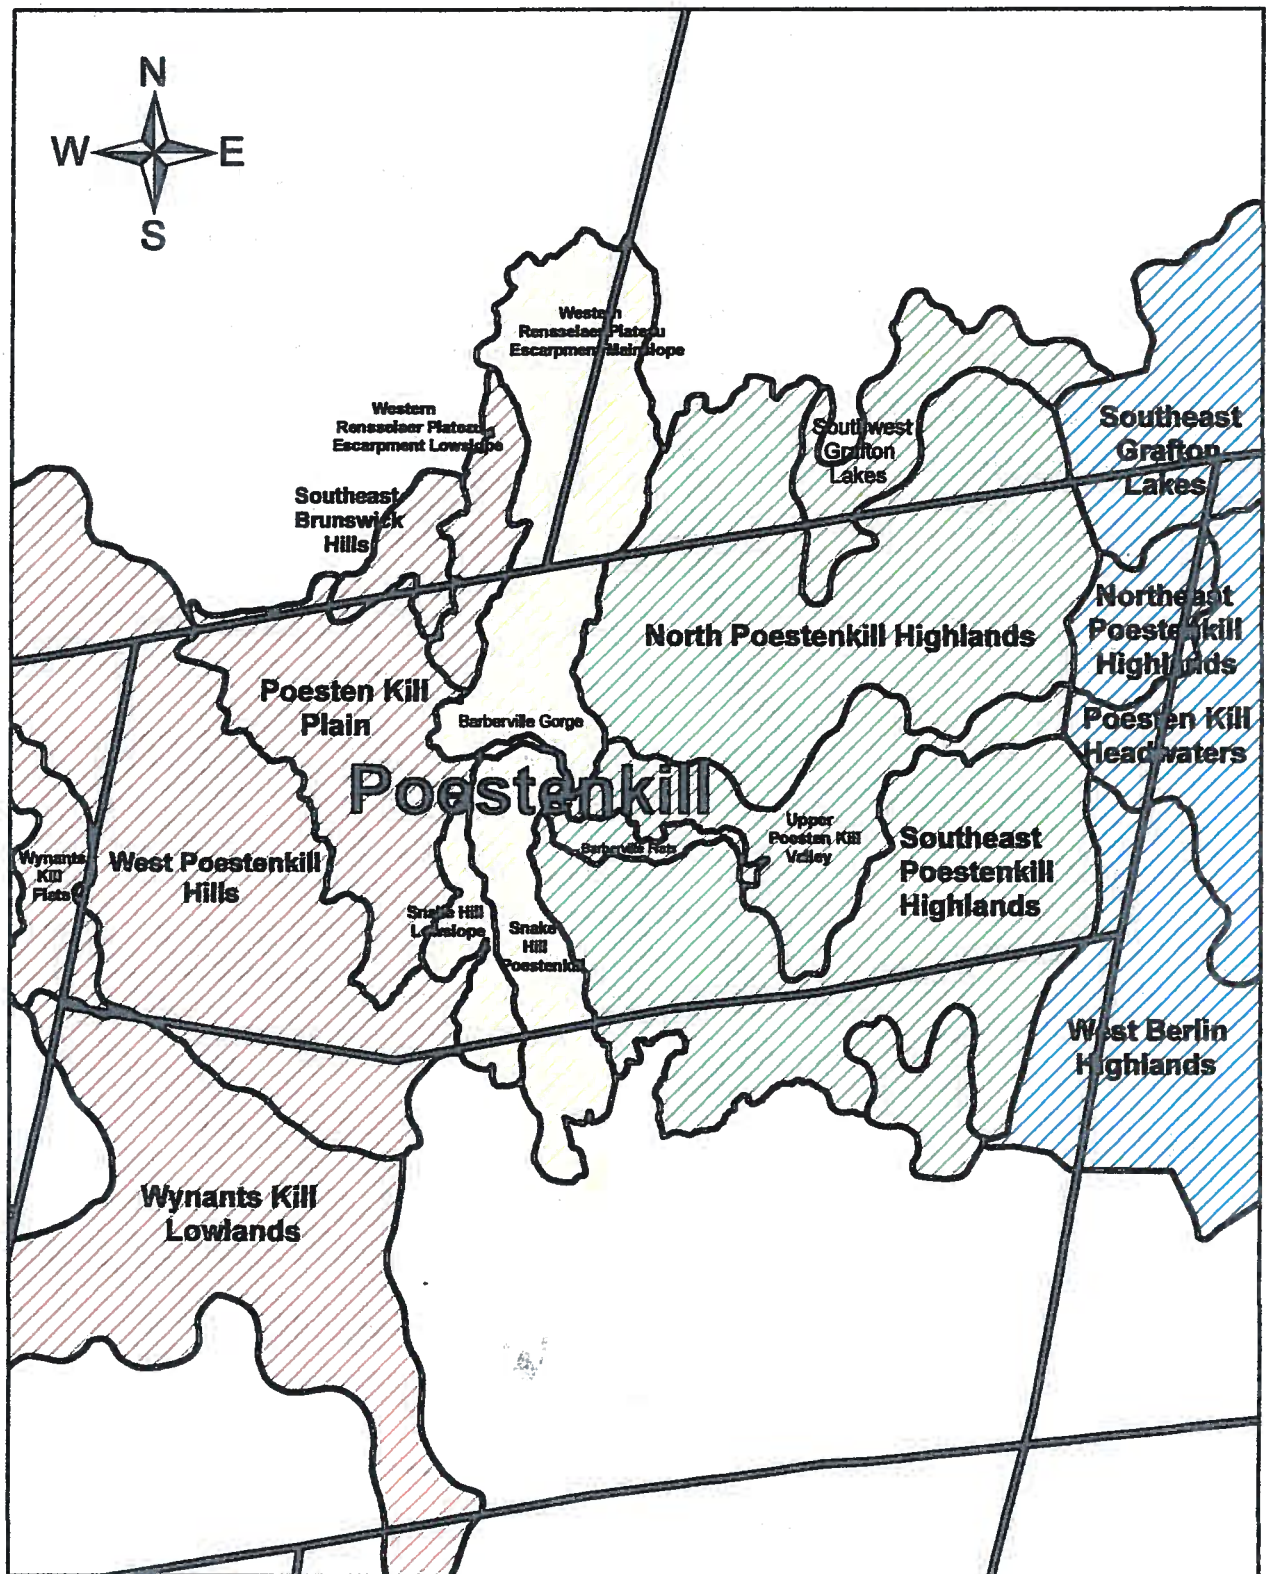 N
W E
S
Western
Rensselaer Plateau
Escarpment Mainslope
Western
Rensselaer Plateau
Escarpment Lowslope
Southwest
Grafton
Lakes
Southeast
Grafton
Lakes
Southeast
Brunswick
Hills
Northeast
Poestenkill
Highlands
North Poestenkill Highlands
Poesten Kill
Plain
Barberville Gorge
Poesten Kill
Headwaters
Poestenkill
Upper
Poesten Kill
Valley
Barberville Flats
Southeast
Poestenkill
Highlands
Wynants
Kill
Flats
West Poestenkill
Hills
Snake Hill
Lowslope
Snake
Hill
Poestenkill
West Berlin
Highlands
Wynants Kill
Lowlands